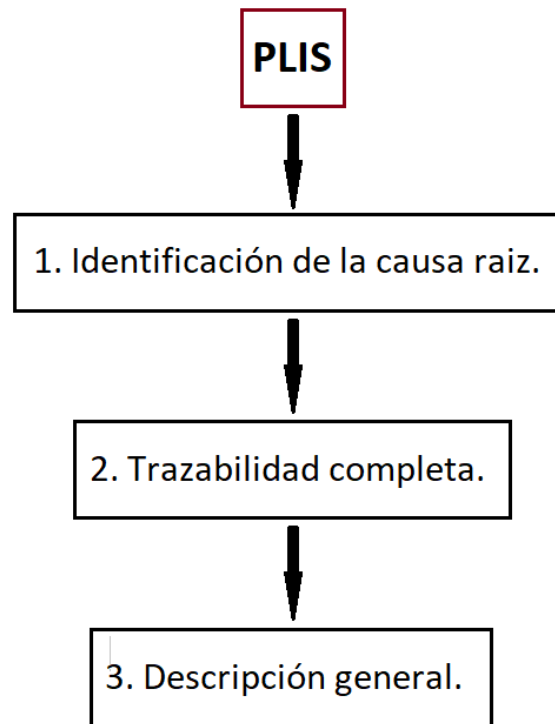 PLIS
1. Identificación de la causa raiz.
2. Trazabilidad completa.
3. Descripción general.